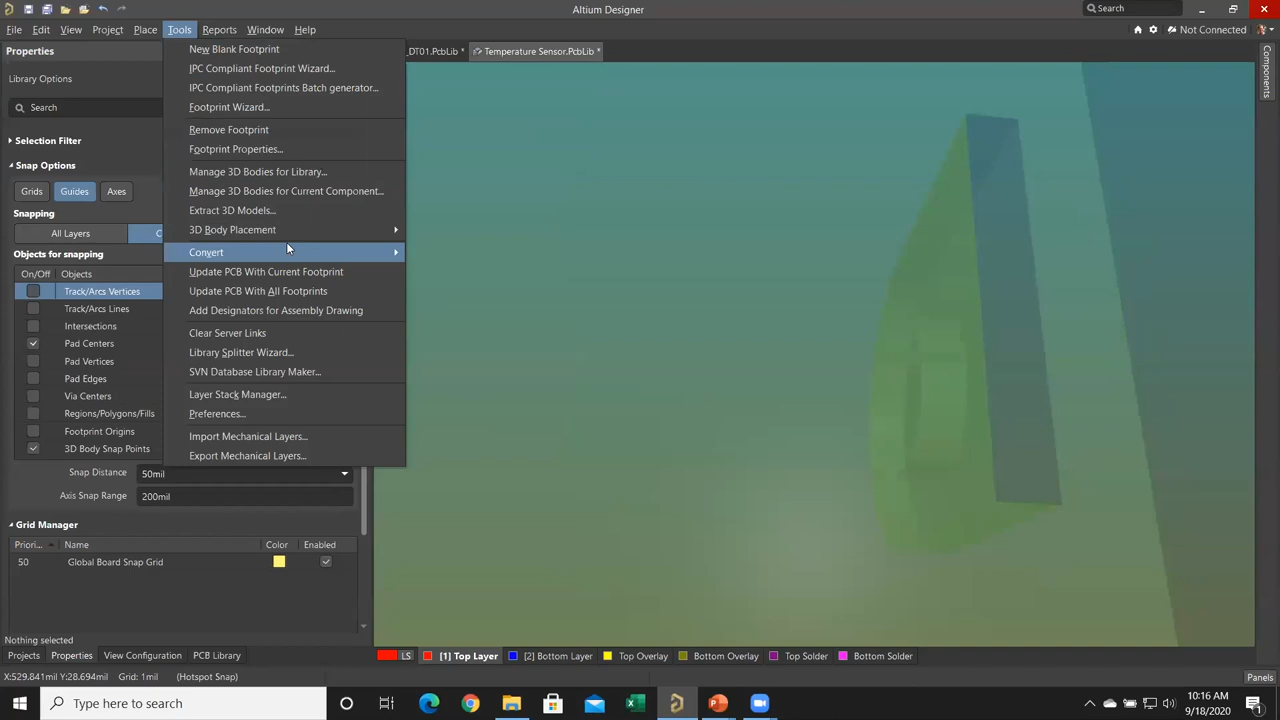 Altium Designer
Search
File Edit View Project Place Tools Reports Window Help
Not Connected
Properties
_DT01.PcbLib *
Temperature Sensor.PcbLib *
Components
Library Options
Search
Selection Filter
Snap Options
Grids Guides Axes
Snapping
All Layers C
Objects for snapping
On/Off Objects
Track/Arcs Vertices
Track/Arcs Lines
Intersections
Pad Centers
Pad Vertices
Pad Edges
Via Centers
Regions/Polygons/Fills
Footprint Origins
3D Body Snap Points
Snap Distance 50mil
Axis Snap Range 200mil
Grid Manager
Priori... Name Color Enabled
50 Global Board Snap Grid
New Blank Footprint
IPC Compliant Footprint Wizard...
IPC Compliant Footprints Batch generator...
Footprint Wizard...
Remove Footprint
Footprint Properties...
Manage 3D Bodies for Library...
Manage 3D Bodies for Current Component...
Extract 3D Models...
3D Body Placement
Convert
Update PCB With Current Footprint
Update PCB With All Footprints
Add Designators for Assembly Drawing
Clear Server Links
Library Splitter Wizard...
SVN Database Library Maker...
Layer Stack Manager...
Preferences...
Import Mechanical Layers...
Export Mechanical Layers...
Nothing selected
Projects Properties View Configuration PCB Library
LS [1] Top Layer [2] Bottom Layer Top Overlay Bottom Overlay Top Solder Bottom Solder
X:529.841mil Y:28.694mil Grid: 1mil (Hotspot Snap)
Panels
Type here to search
10:16 AM
9/18/2020
1